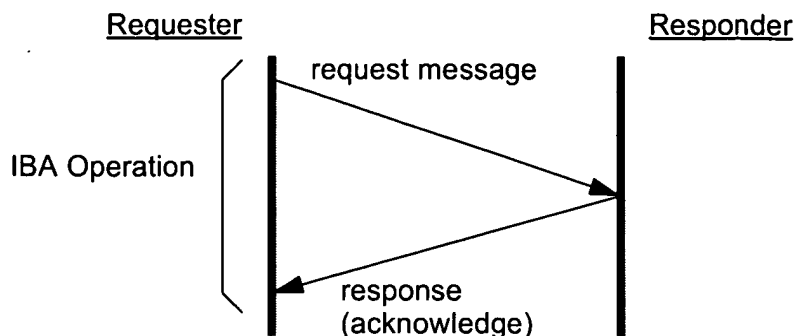 Requester
Responder
request message
IBA Operation
response
(acknowledge)